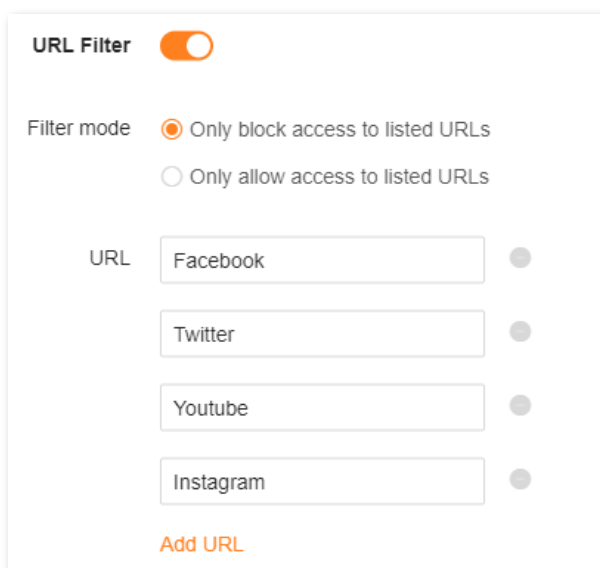 URL Filter
Filter mode
Only block access to listed URLs
Only allow access to listed URLs
URL
Facebook
Twitter
Youtube
Instagram
Add URL